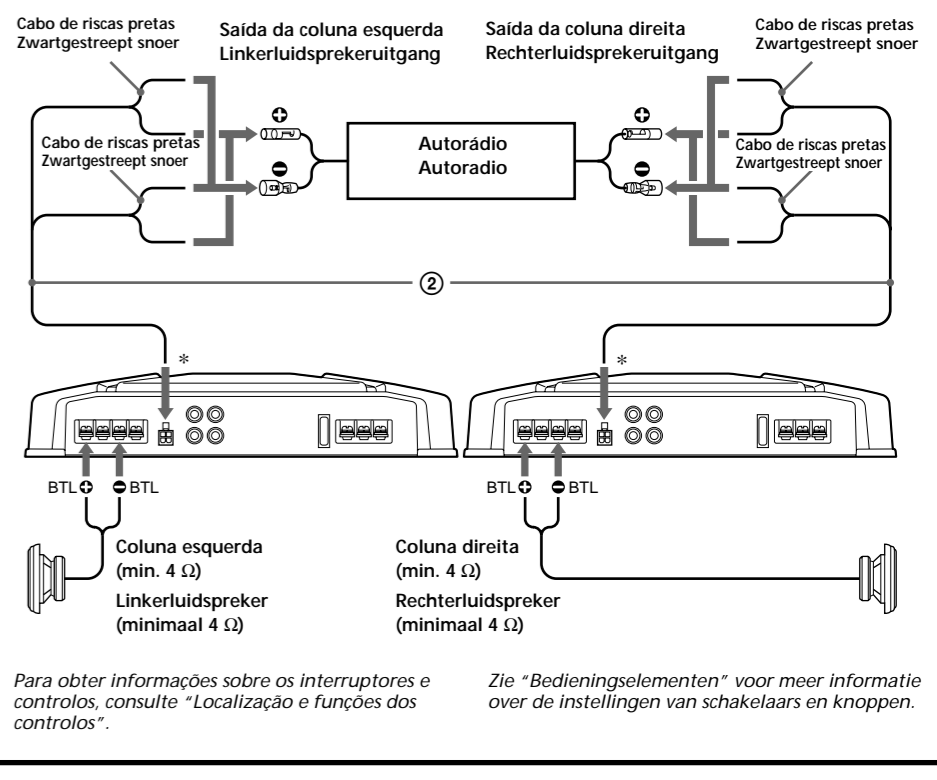 Cabo de riscas pretas
Zwartgestreept snoer
Saída da coluna esquerda
Linkerluidsprekeruitgang
Saída da coluna direita
Rechterluidsprekeruitgang
Cabo de riscas pretas
Zwartgestreept snoer
Cabo de riscas pretas
Zwartgestreept snoer
Autorádio
Autoradio
Cabo de riscas pretas
Zwartgestreept snoer
②
*
*
BTL
BTL
BTL
BTL
Coluna esquerda
(min. 4 Ω)
Linkerluidspreker
(minimaal 4 Ω)
Coluna direita
(min. 4 Ω)
Rechterluidspreker
(minimaal 4 Ω)
Para obter informações sobre os interruptores e
controlos, consulte “Localização e funções dos
controlos”.
Zie “Bedieningselementen” voor meer informatie
over de instellingen van schakelaars en knoppen.